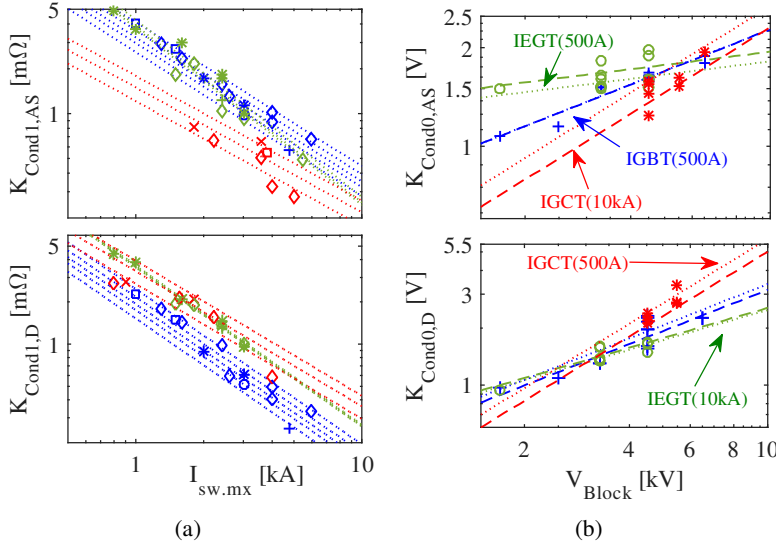 5
1
K_Cond1,AS [mΩ]
2.5
2
1.5
1
K_Cond0,AS [V]
IEGT(500A)
IGBT(500A)
IGCT(10kA)
5
1
K_Cond1,D [mΩ]
1
10
I_sw.mx [kA]
5.5
3
1
K_Cond0,D [V]
IGCT(500A)
IEGT(10kA)
2
4
6
8
10
V_Block [kV]
(a)
(b)